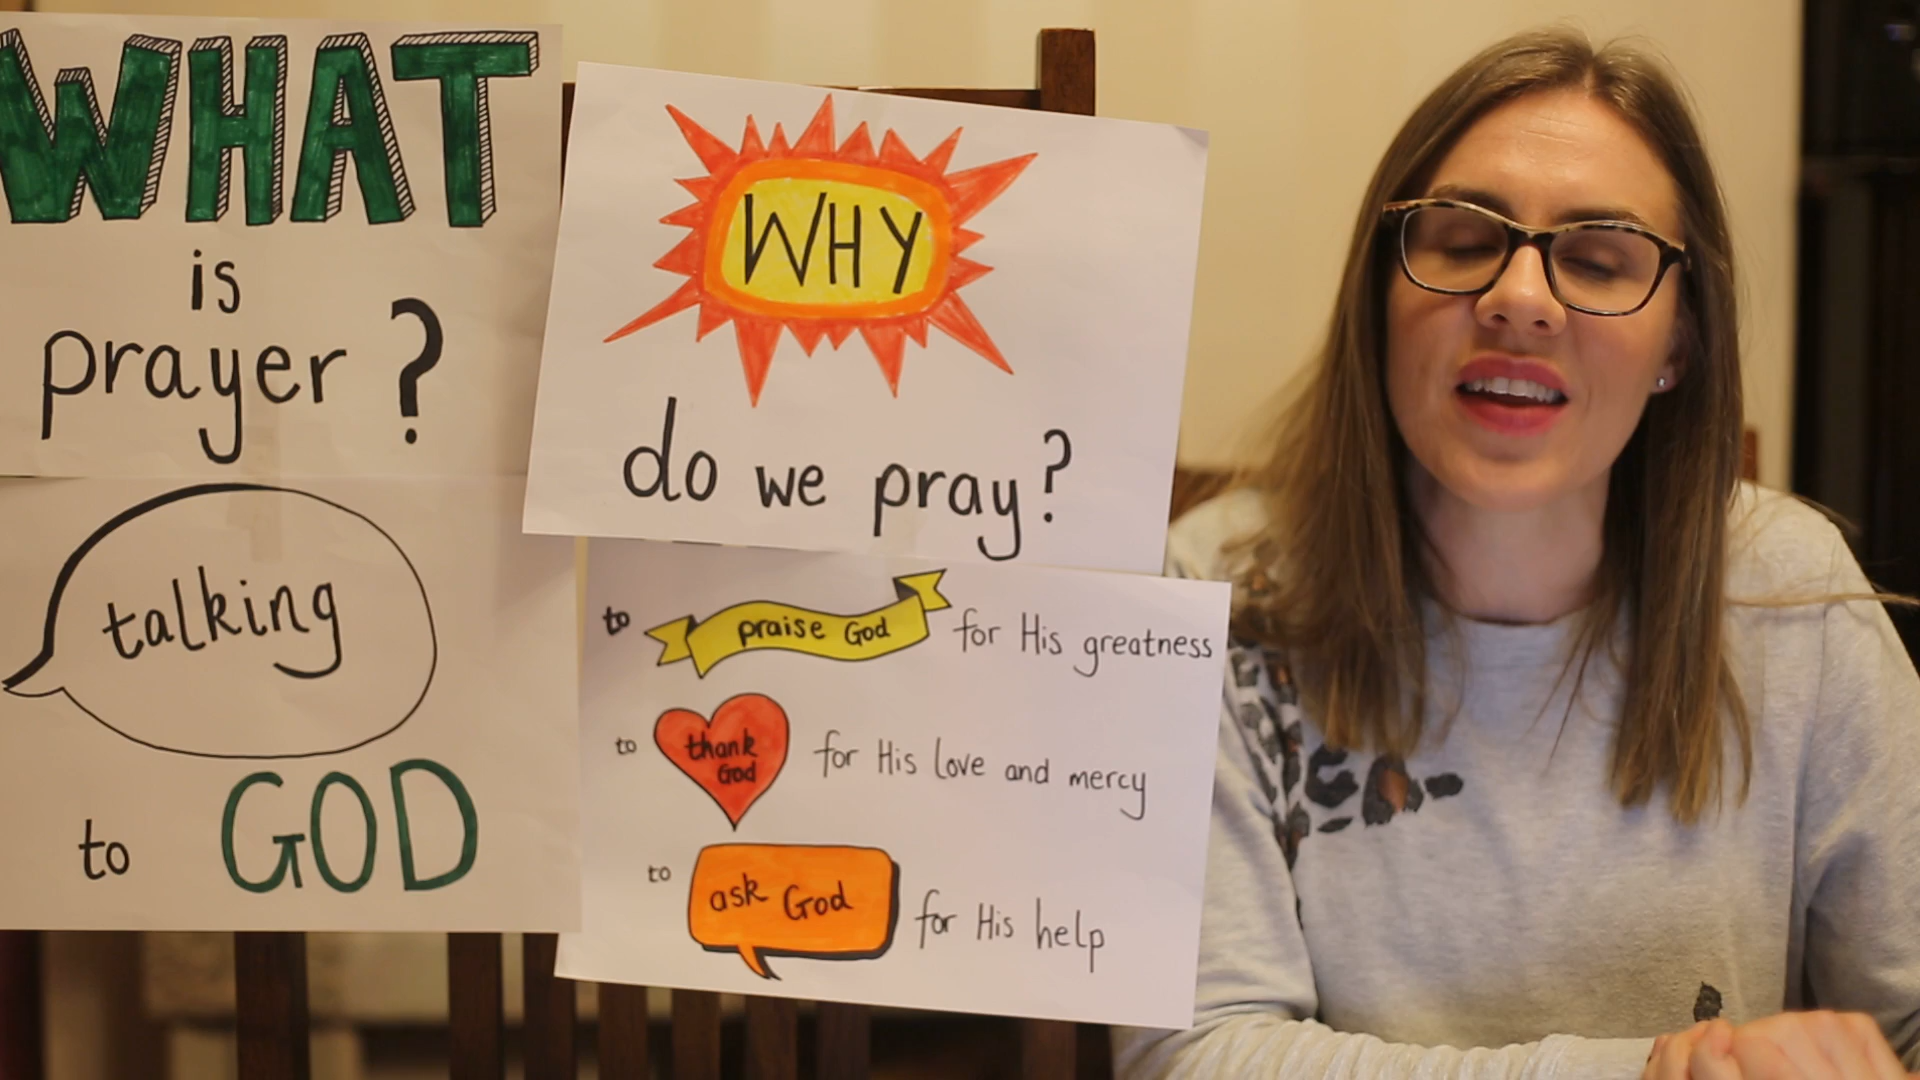 WHAT
is
prayer?
talking
to GOD
WHY
do we pray?
to praise God for His greatness
to thank God for His love and mercy
to ask God for His help